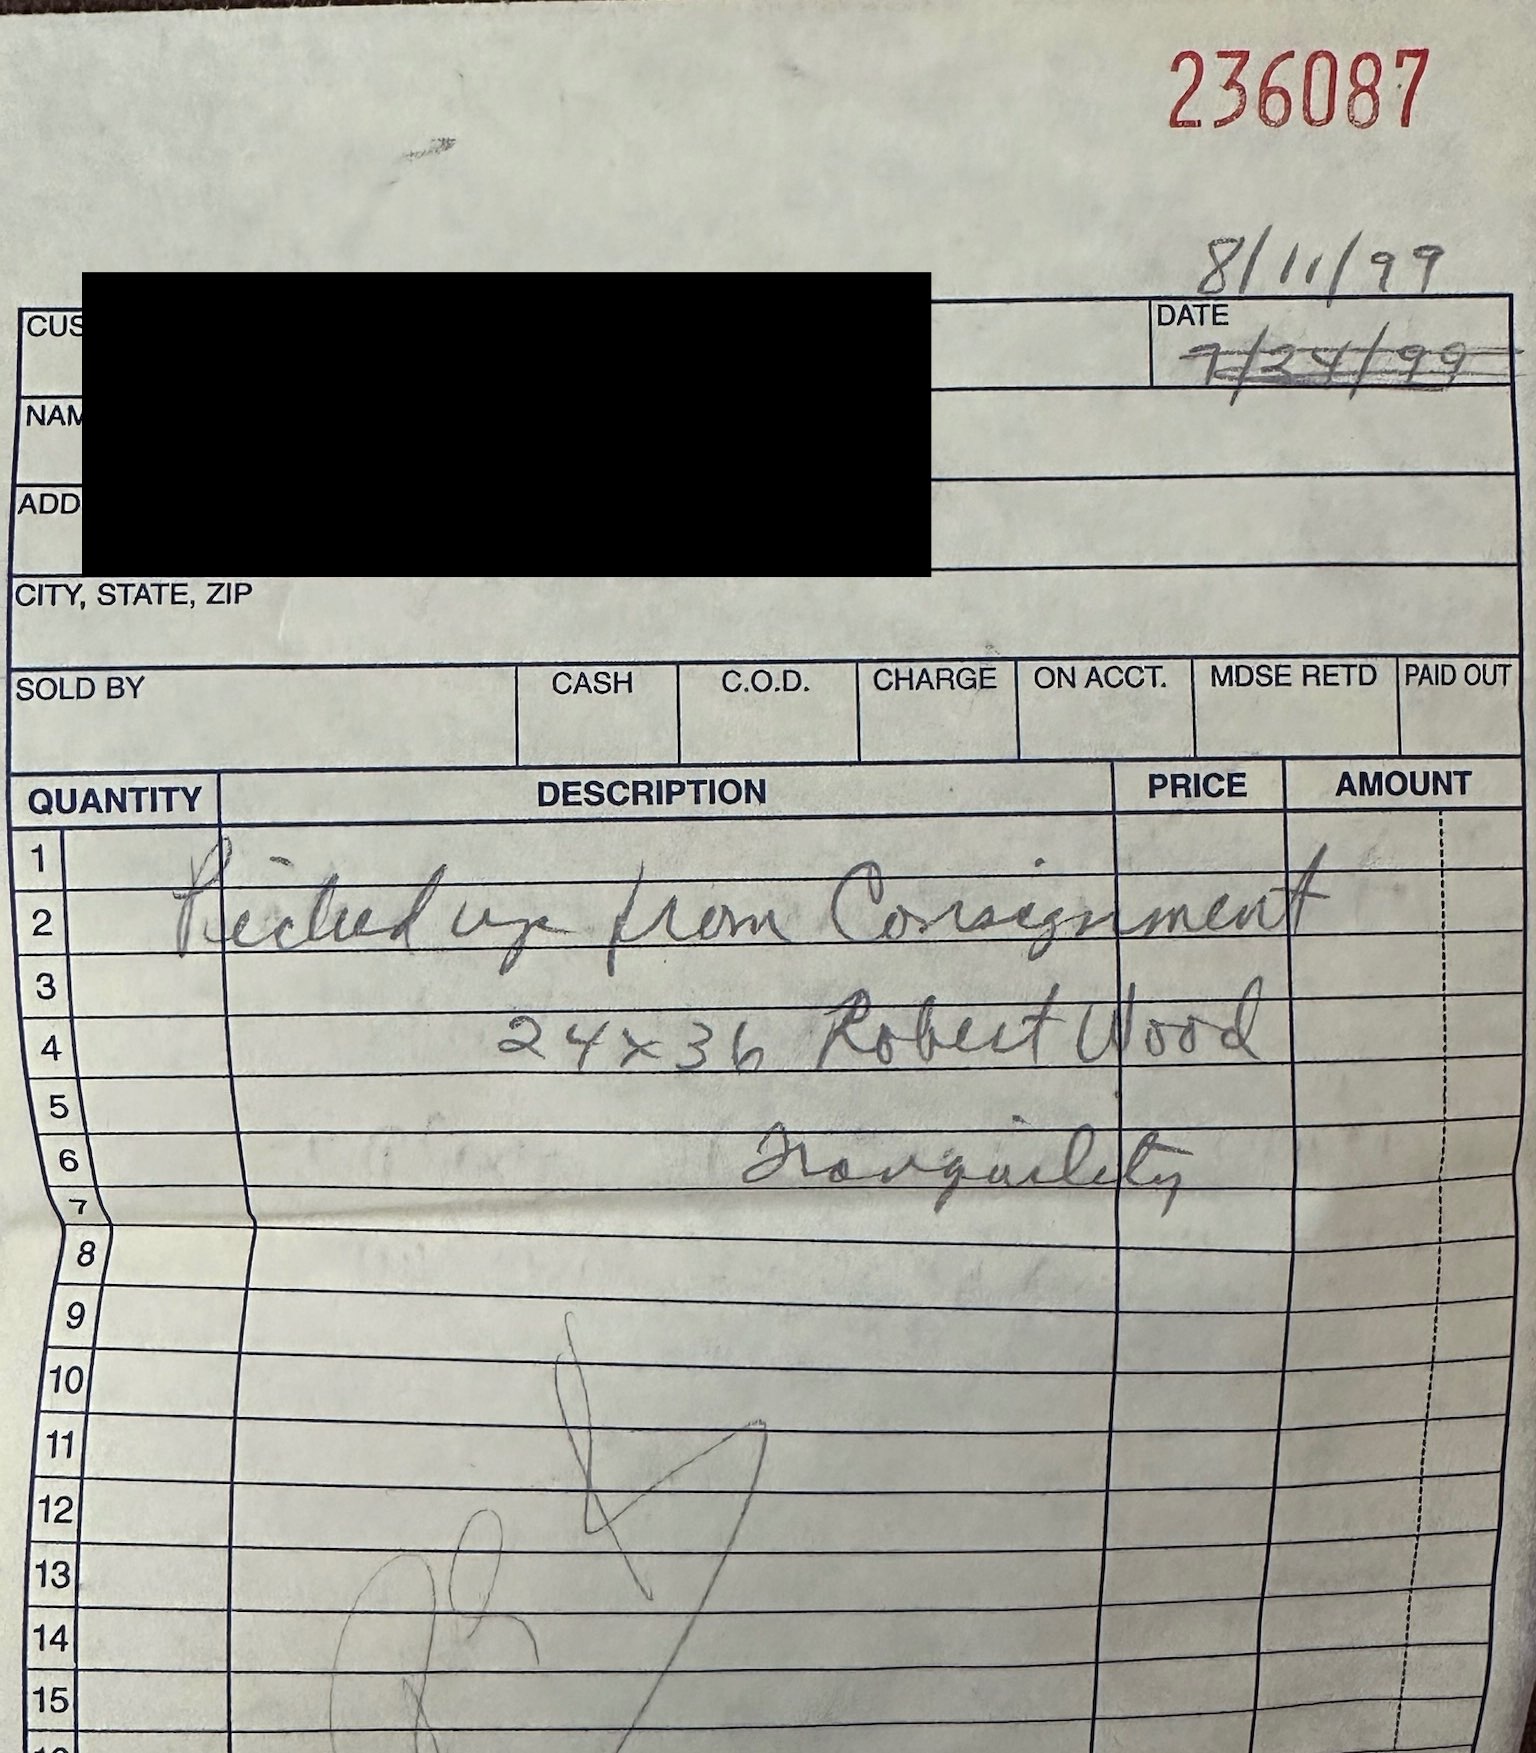 236087
8/11/99
CUS
DATE
7/24/99
NAM
ADD
CITY, STATE, ZIP
SOLD BY CASH C.O.D. CHARGE ON ACCT. MDSE RETD PAID OUT
QUANTITY DESCRIPTION PRICE AMOUNT
1
2 Picked up from Consignment
3
4 24x36 Robert Wood
5
6 Tranquility
7
8
9
10
11
12
13
14
15